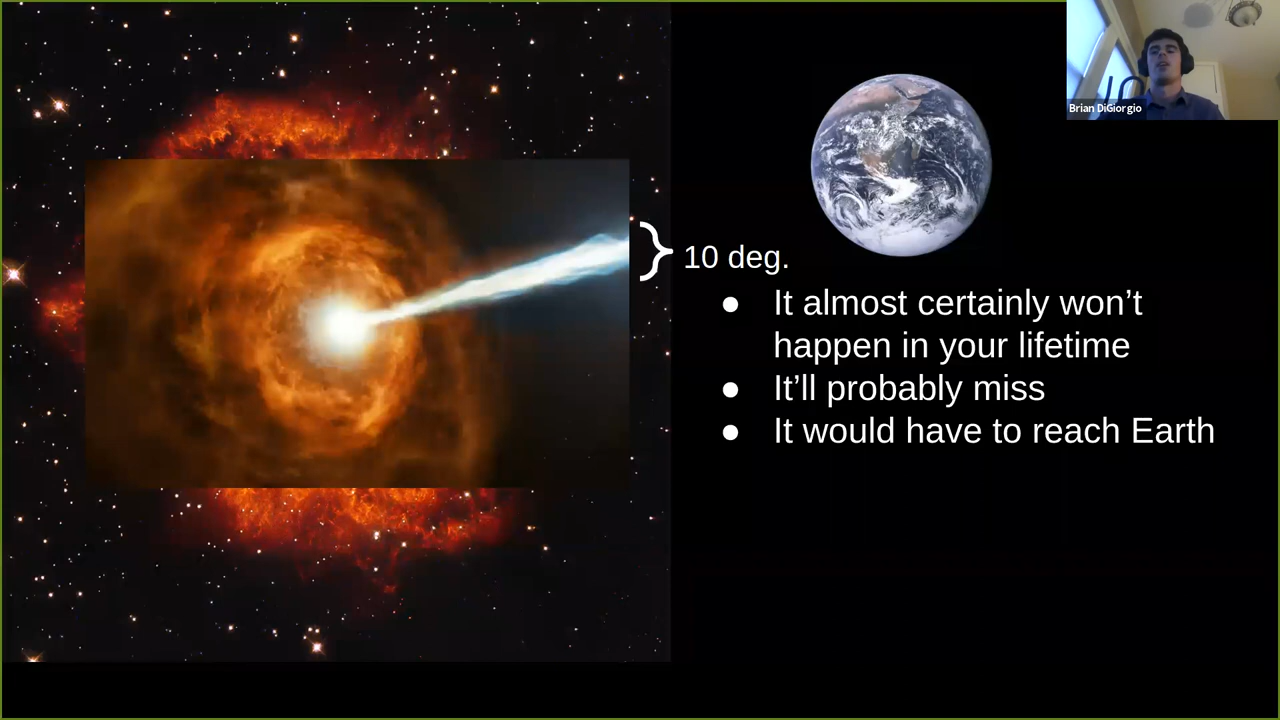 Brian DiGiorgio
10 deg.
● It almost certainly won't
happen in your lifetime
● It'll probably miss
● It would have to reach Earth